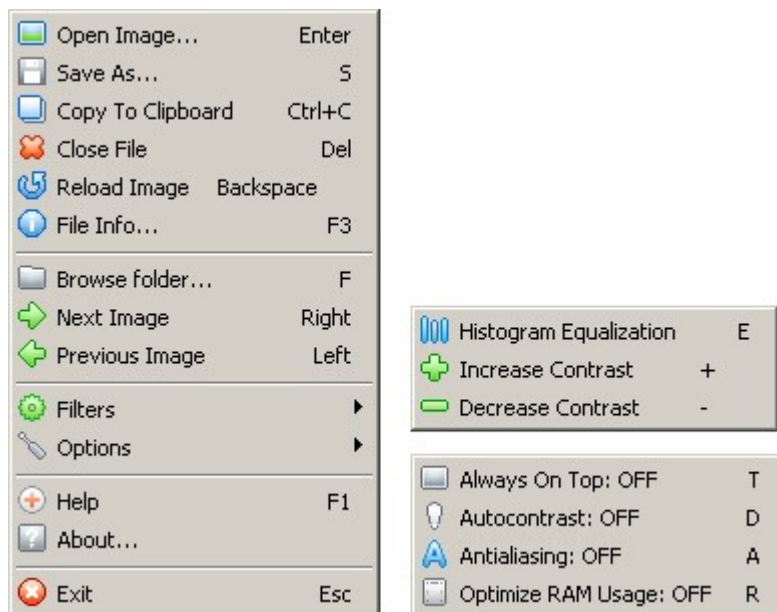 Open Image... Enter
Save As... S
Copy To Clipboard Ctrl+C
Close File Del
Reload Image Backspace
File Info... F3
Browse folder... F
Next Image Right
Previous Image Left
Filters
Options
Help F1
About...
Exit Esc
Histogram Equalization E
Increase Contrast +
Decrease Contrast -
Always On Top: OFF T
Autocontrast: OFF D
Antialiasing: OFF A
Optimize RAM Usage: OFF R